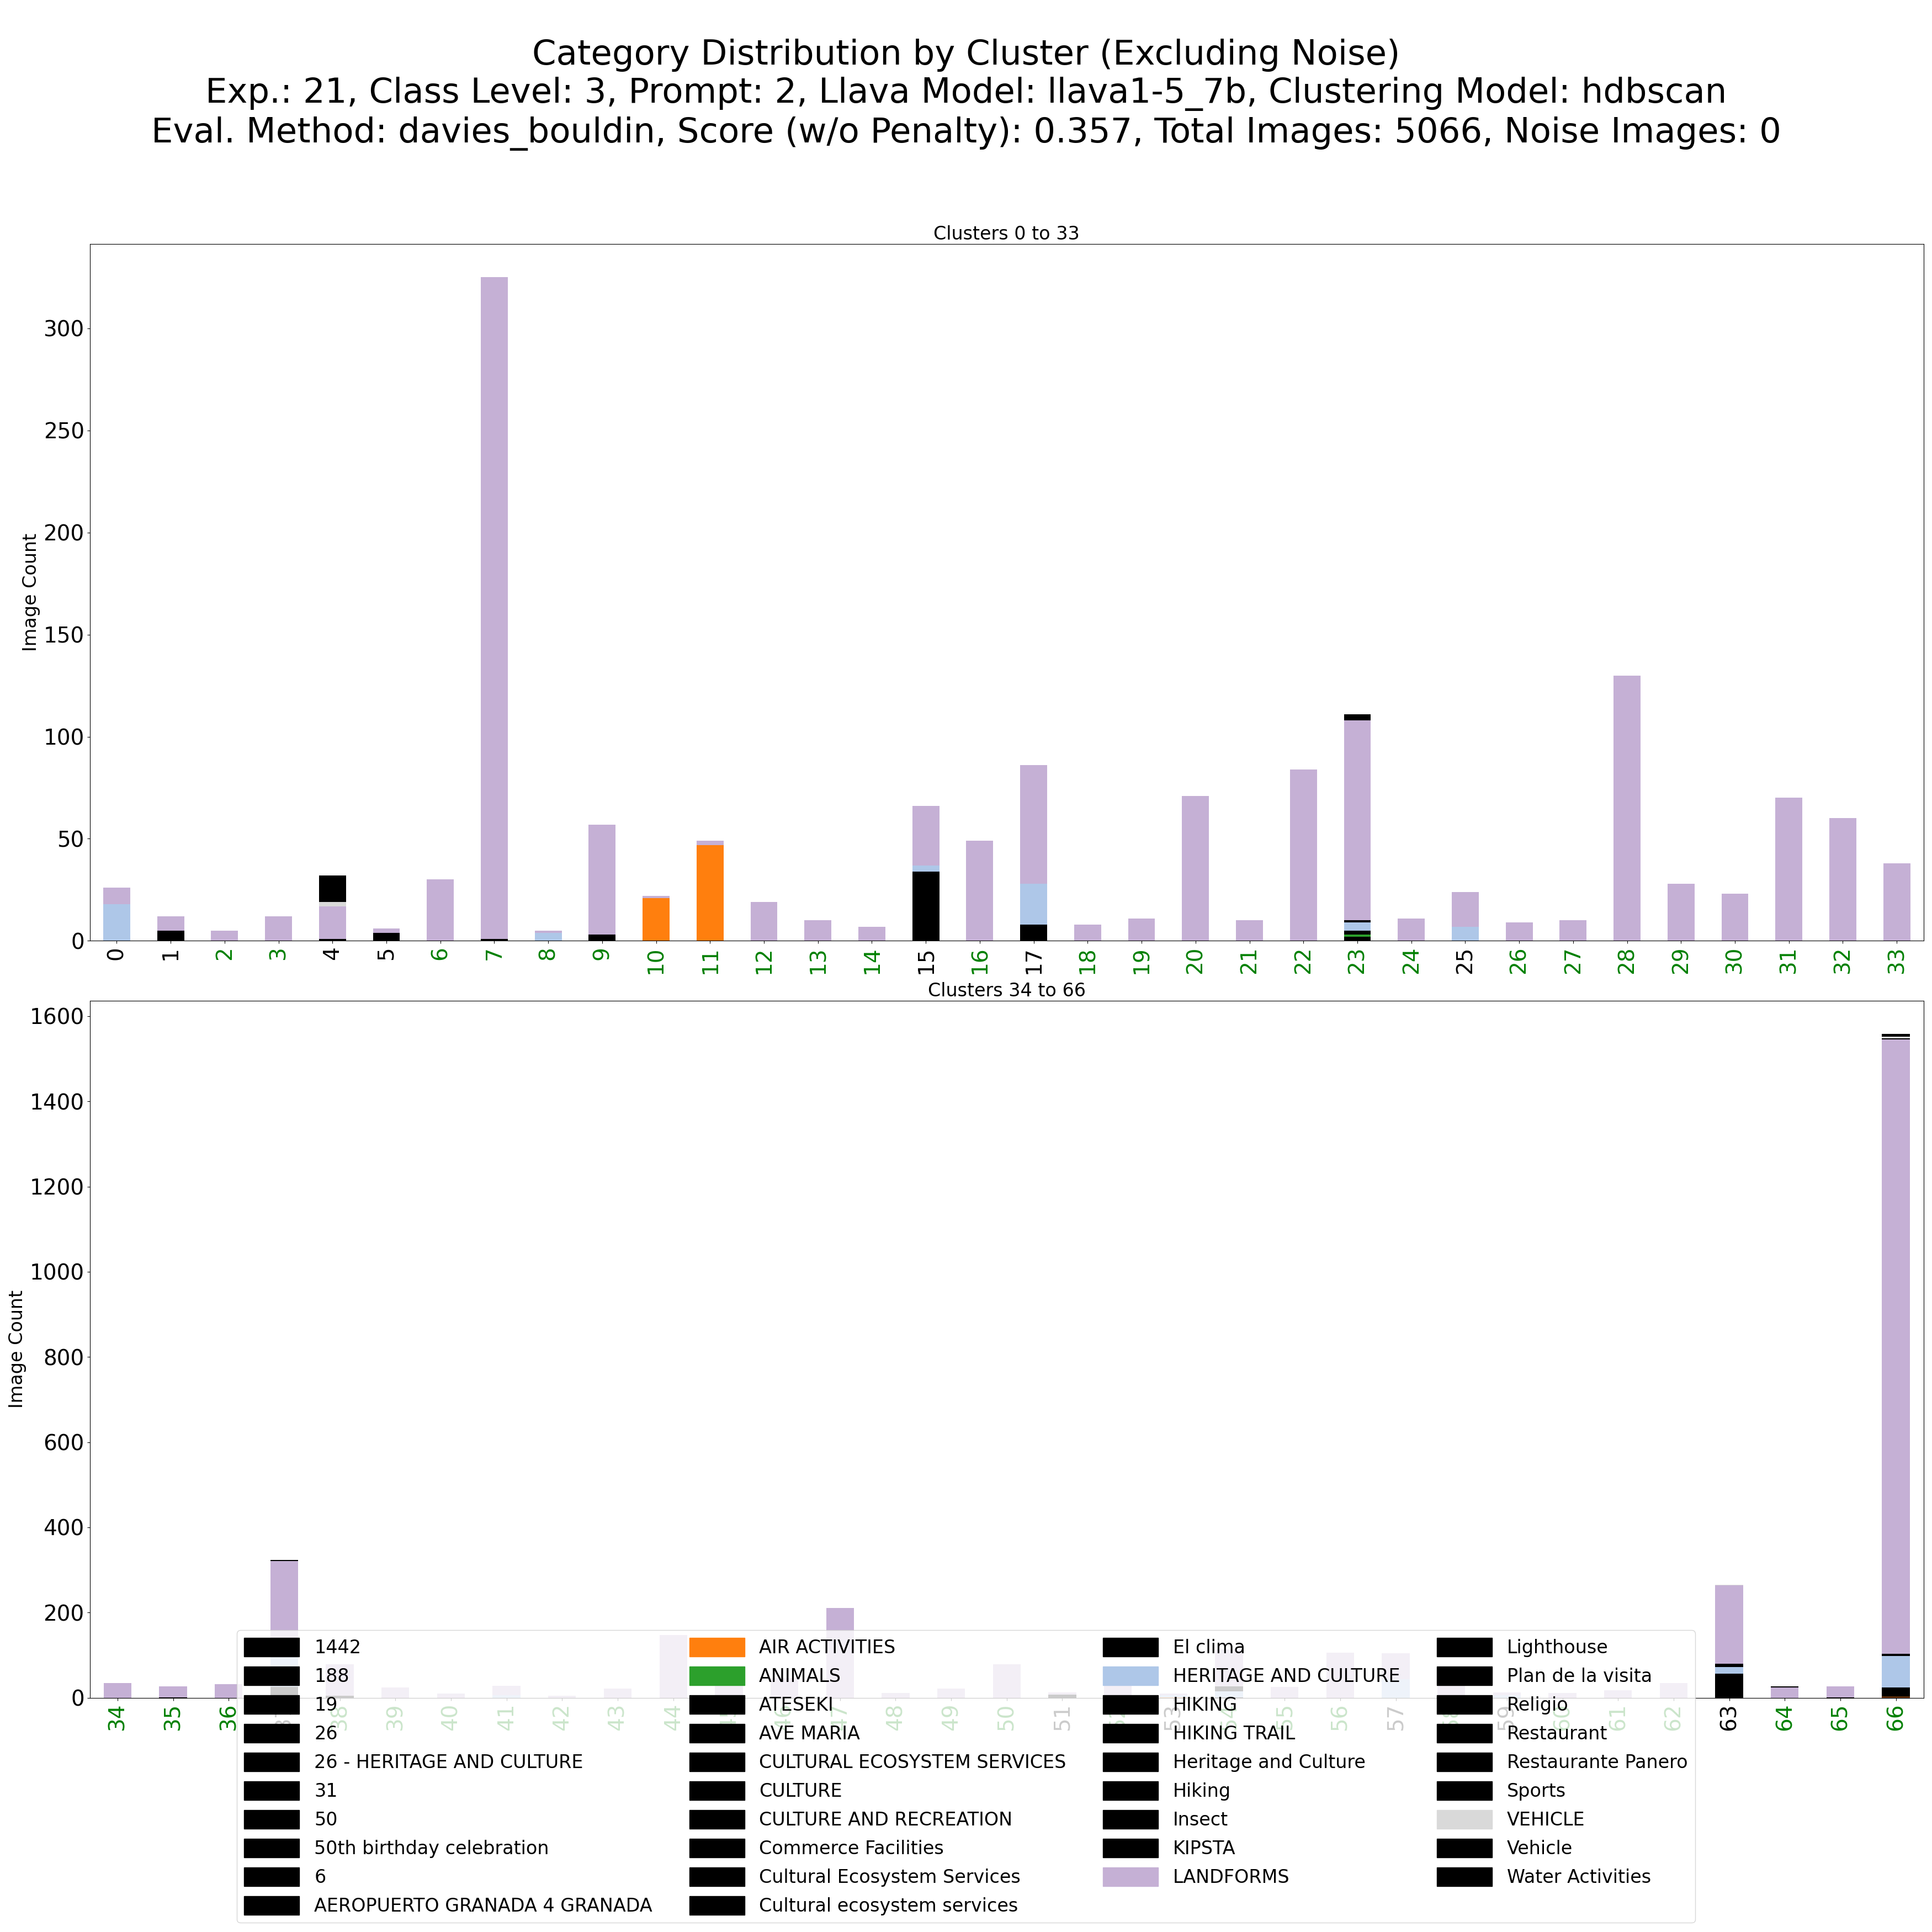 Category Distribution by Cluster (Excluding Noise)
Exp.: 21, Class Level: 3, Prompt: 2, Llava Model: llava1-5_7b, Clustering Model: hdbscan
Eval. Method: davies_bouldin, Score (w/o Penalty): 0.357, Total Images: 5066, Noise Images: 0
Clusters 0 to 33
Image Count
300
250
200
150
100
50
0
0 1 2 3 4 5 6 7 8 9 10 11 12 13 14 15 16 17 18 19 20 21 22 23 24 25 26 27 28 29 30 31 32 33
Clusters 34 to 66
Image Count
1600
1400
1200
1000
800
600
400
200
0
34 35 36 38 39 40 41 42 43 44 48 49 50 51 55 56 57 61 62 63 64 65 66
1442
188
19
26
26 - HERITAGE AND CULTURE
31
50
50th birthday celebration
6
AEROPUERTO GRANADA 4 GRANADA
AIR ACTIVITIES
ANIMALS
ATESEKI
AVE MARIA
CULTURAL ECOSYSTEM SERVICES
CULTURE
CULTURE AND RECREATION
Commerce Facilities
Cultural Ecosystem Services
Cultural ecosystem services
El clima
HERITAGE AND CULTURE
HIKING
HIKING TRAIL
Heritage and Culture
Hiking
Insect
KIPSTA
LANDFORMS
Lighthouse
Plan de la visita
Religio
Restaurant
Restaurante Panero
Sports
VEHICLE
Vehicle
Water Activities